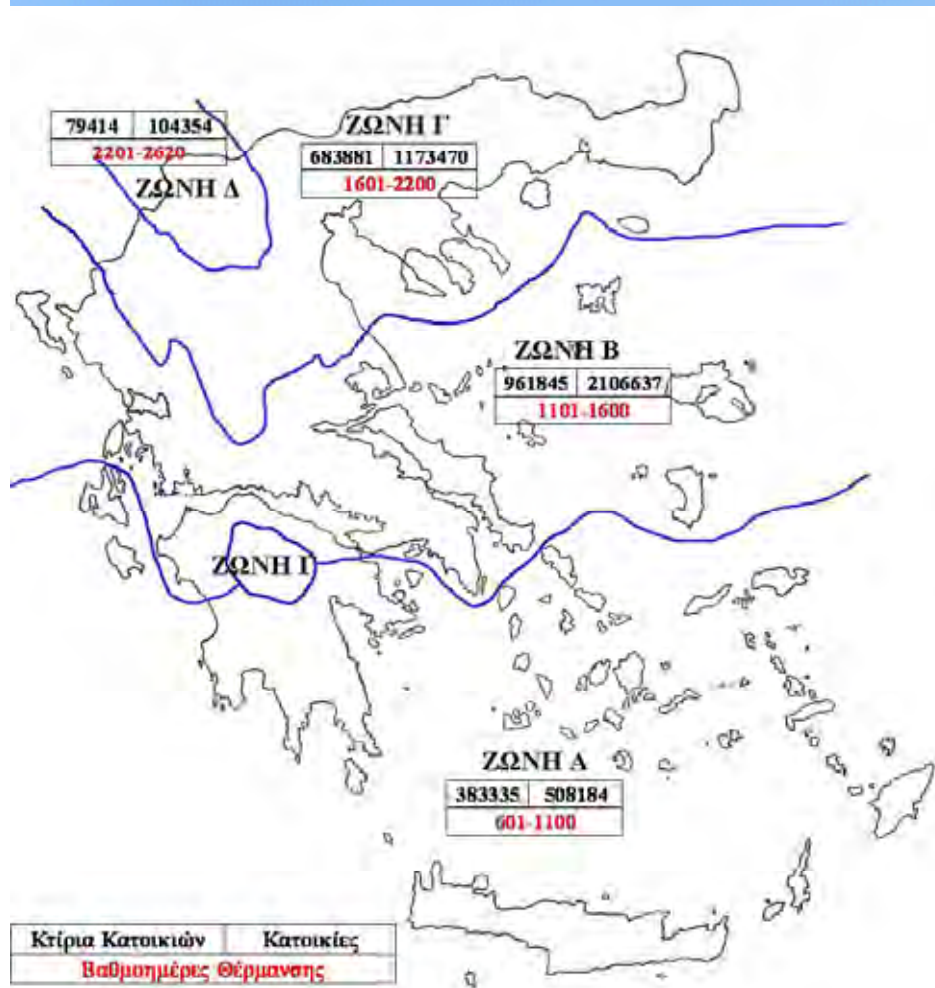 79414 104354
2201-2620
ΖΩΝΗ Δ
ΖΩΝΗ Γ
683881 1173470
1601-2200
ΖΩΝΗ Β
961845 2106637
1101-1600
ΖΩΝΗ Γ
ΖΩΝΗ Α
383335 508184
601-1100
Κτίρια Κατοικιών Κατοικίες
Βαθμοημέρες Θέρμανσης